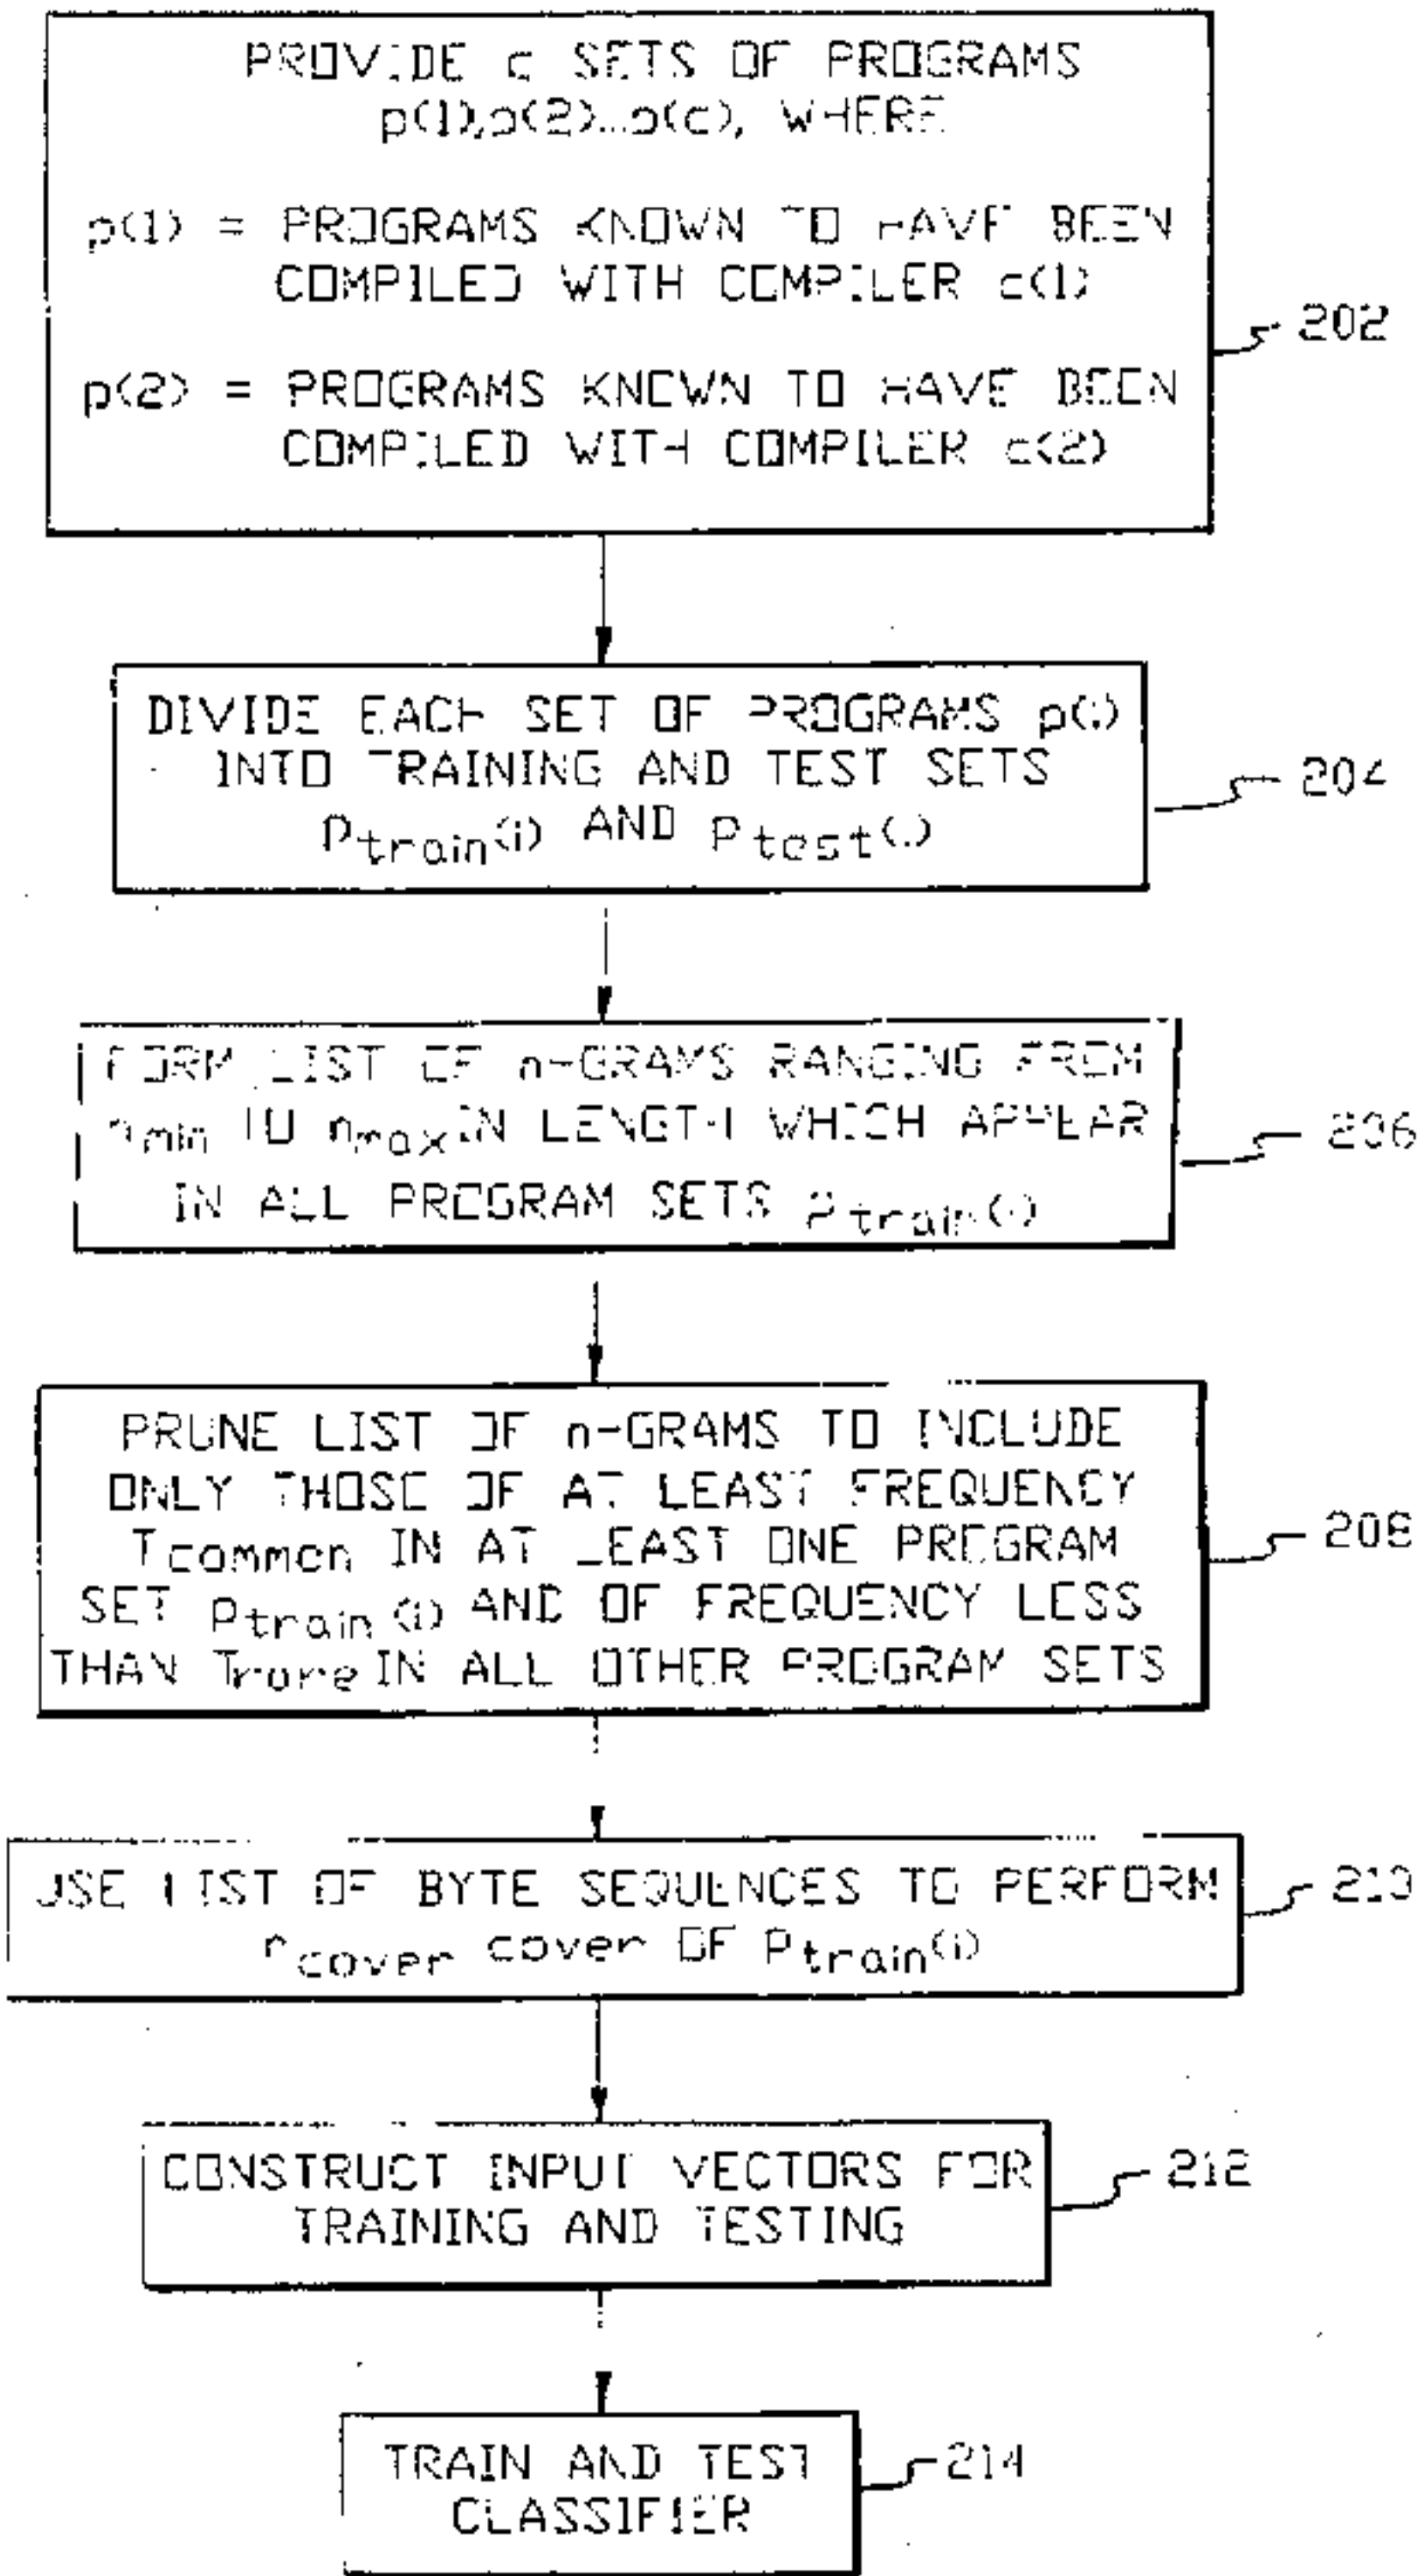 PROVIDE c SETS OF PROGRAMS
p(1),p(2)...p(c), WHERE
p(1) = PROGRAMS KNOWN TO HAVE BEEN
COMPILED WITH COMPILER c(1)
p(2) = PROGRAMS KNOWN TO HAVE BEEN
COMPILED WITH COMPILER c(2)
202
DIVIDE EACH SET OF PROGRAMS p(i)
INTO TRAINING AND TEST SETS
Ptrain(i) AND Ptest(i)
204
FORM LIST OF n-GRAMS RANGING FROM
nmin TO nmax IN LENGTH WHICH APPEAR
IN ALL PROGRAM SETS Ptrain(i)
206
PRUNE LIST OF n-GRAMS TO INCLUDE
ONLY THOSE OF AT LEAST FREQUENCY
Tcommon IN AT LEAST ONE PROGRAM
SET Ptrain(i) AND OF FREQUENCY LESS
THAN Trare IN ALL OTHER PROGRAM SETS
208
USE LIST OF BYTE SEQUENCES TO PERFORM
ncover cover OF Ptrain(i)
210
CONSTRUCT INPUT VECTORS FOR
TRAINING AND TESTING
212
TRAIN AND TEST
CLASSIFIER
214